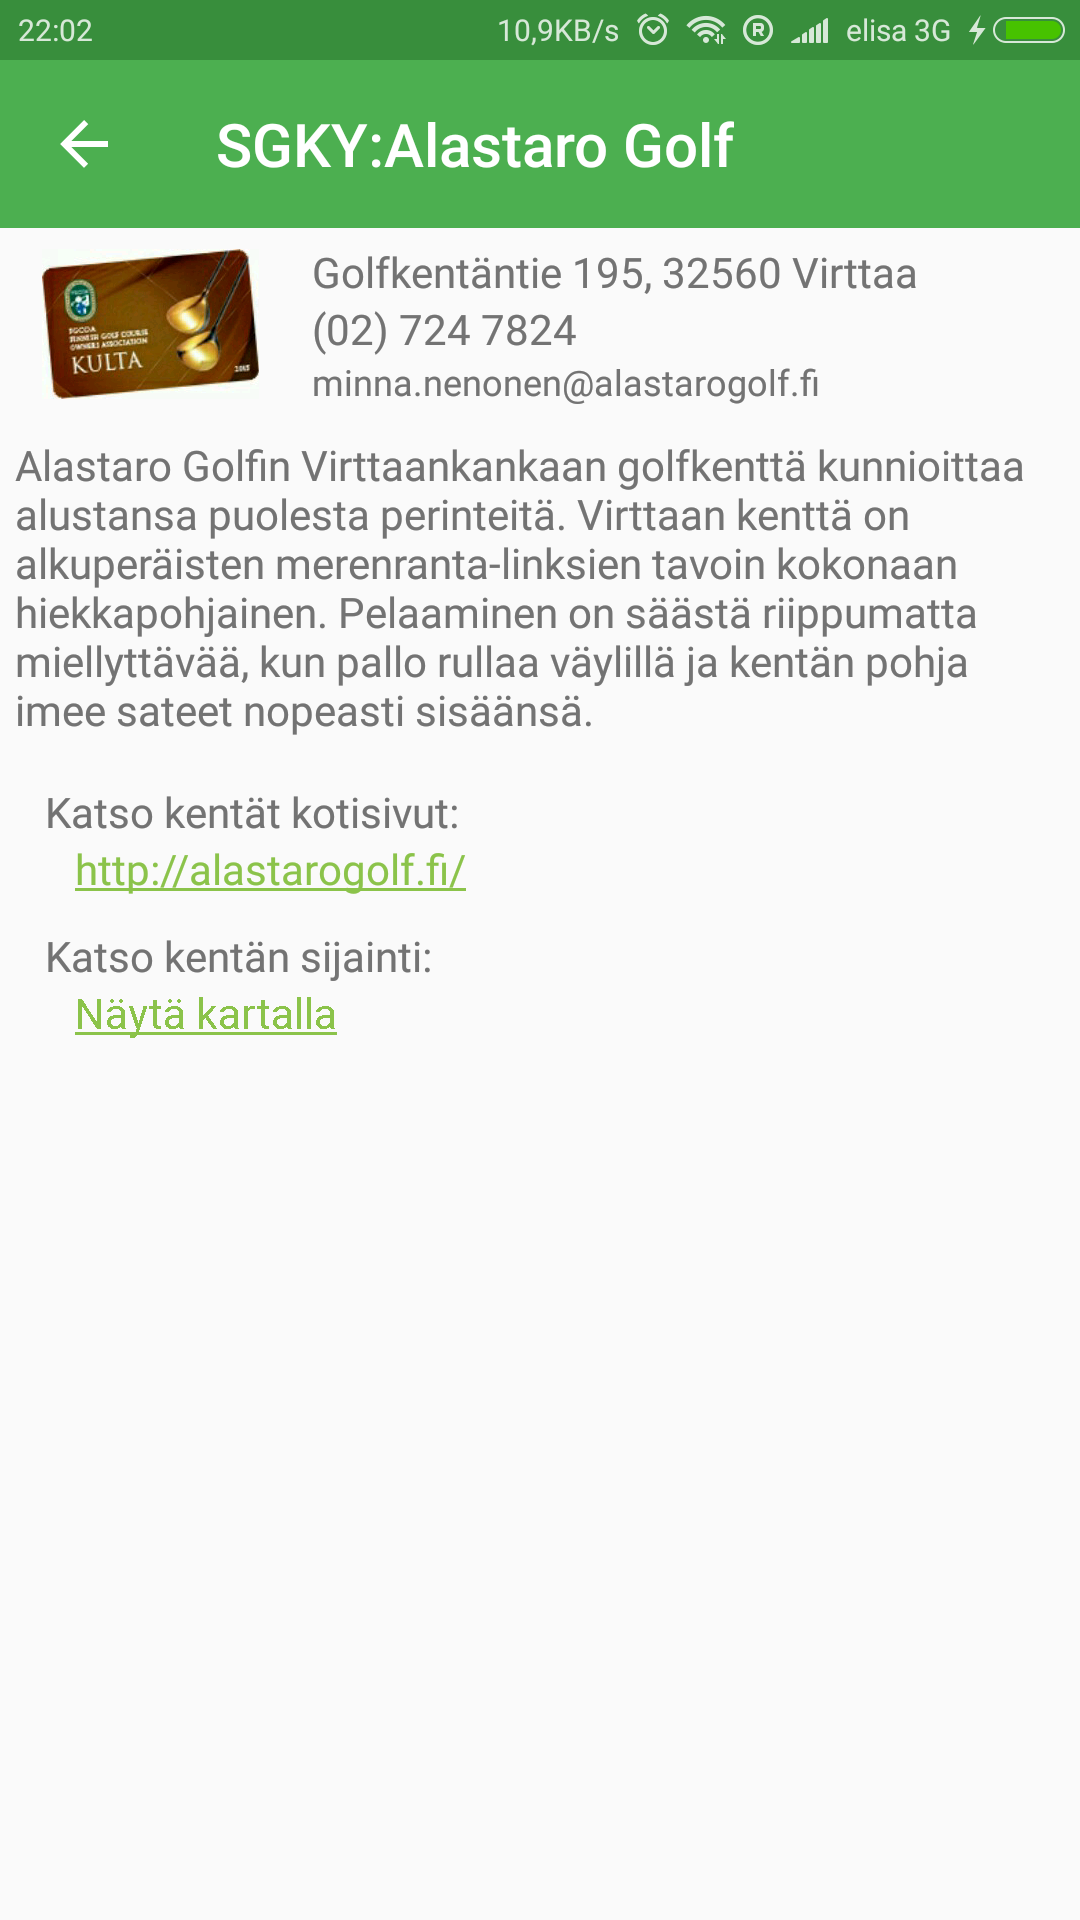 22:02 10,9KB/s R elisa 3G
SGKY:Alastaro Golf
FGCOA
FINNISH GOLF COURSE
OWNERS ASSOCIATION
KULTA
2015
Golfkentäntie 195, 32560 Virttaa
(02) 724 7824
minna.nenonen@alastarogolf.fi
Alastaro Golfin Virttaankankaan golfkenttä kunnioittaa
alustansa puolesta perinteitä. Virttaan kenttä on
alkuperäisten merenranta-linksien tavoin kokonaan
hiekkapohjainen. Pelaaminen on säästä riippumatta
miellyttävää, kun pallo rullaa väylillä ja kentän pohja
imee sateet nopeasti sisäänsä.
Katso kentät kotisivut:
http://alastarogolf.fi/
Katso kentän sijainti:
Näytä kartalla